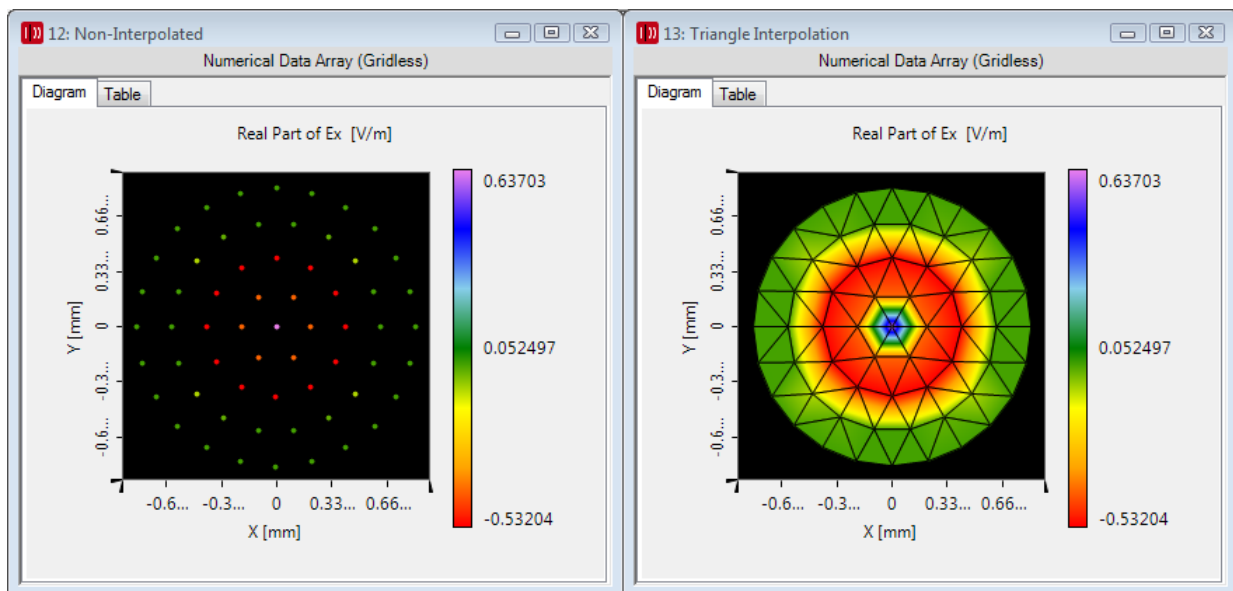 12: Non-Interpolated
Numerical Data Array (Gridless)
Diagram Table
Real Part of Ex [V/m]
0.63703
0.66...
0.33...
0
-0.3...
-0.6...
Y [mm]
0.052497
-0.53204
-0.6... -0.3... 0 0.33... 0.66...
X [mm]
13: Triangle Interpolation
Numerical Data Array (Gridless)
Diagram Table
Real Part of Ex [V/m]
0.63703
0.66...
0.33...
0
-0.3...
-0.6...
Y [mm]
0.052497
-0.53204
-0.6... -0.3... 0 0.33... 0.66...
X [mm]